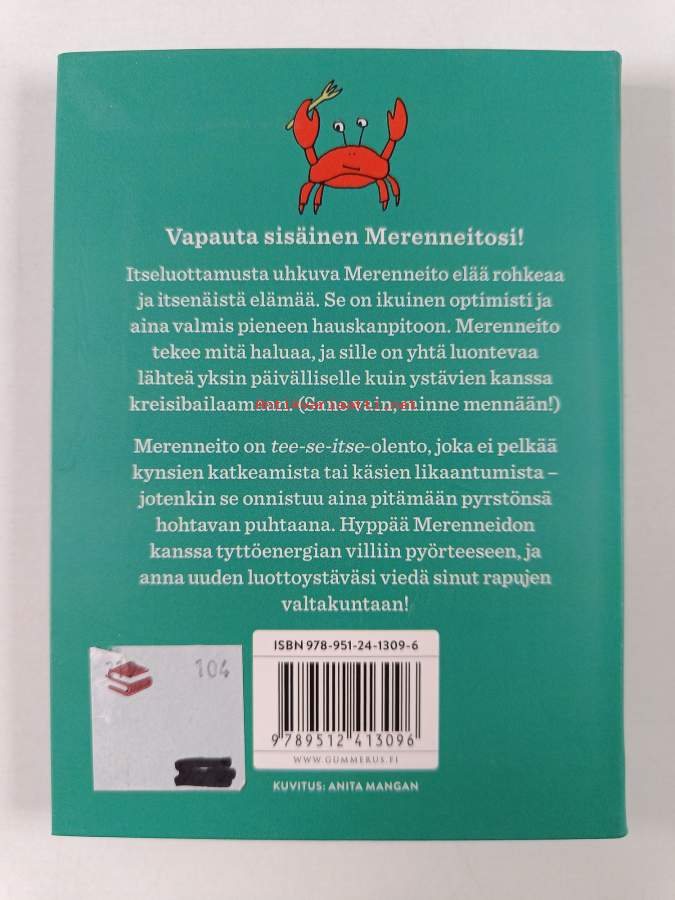 Vapauta sisäinen Merenneitosi!
Itseluottamusta uhkuva Merenneito elää rohkeaa
ja itsenäistä elämää. Se on ikuinen optimisti ja
aina valmis pieneen hauskanpitoon. Merenneito
tekee mitä haluaa, ja sille on yhtä luontevaa
lähteä yksin päivälliselle kuin ystävien kanssa
kreisibailaamaan. (Sano vain, minne mennään!)
Merenneito on tee-se-itse-olento, joka ei pelkää
kynsien katkeamista tai käsien likaantumista –
jotenkin se onnistuu aina pitämään pyrstönsä
hohtavan puhtaana. Hyppää Merenneidon
kanssa tyttöenergian villiin pyörteeseen, ja
anna uuden luottoystäväsi viedä sinut rapujen
valtakuntaan!
ISBN 978-951-24-1309-6
9 789512 413096
WWW.GUMMERUS.FI
KUVITUS: ANITA MANGAN
104